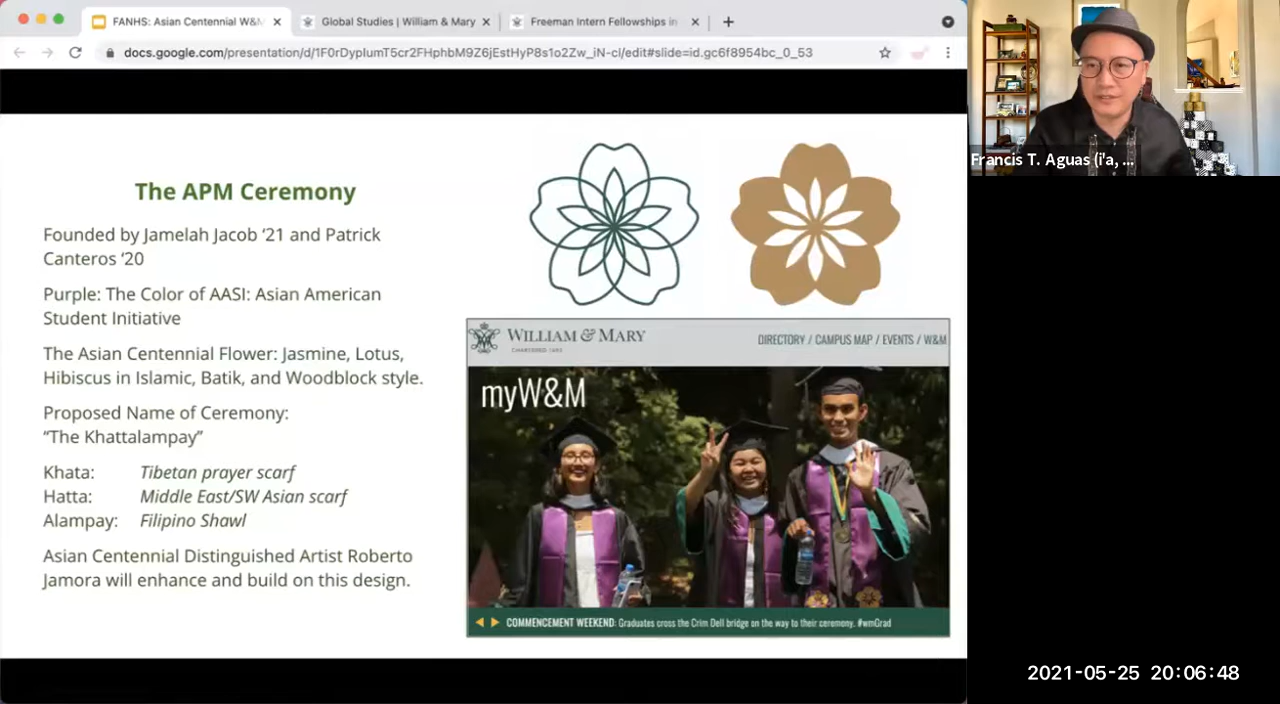 FANHS: Asian Centennial W&M
Global Studies | William & Mary
Freeman Intern Fellowships in
docs.google.com/presentation/d/1F0rDypIumT5cr2FHphbM9Z6jEstHyP8s1o2Zw_iN-cI/edit#slide=id.gc6f8954bc_0_53
Francis T. Aguas (i'a, ...
The APM Ceremony
Founded by Jamelah Jacob ‘21 and Patrick
Canteros ‘20
Purple: The Color of AASI: Asian American
Student Initiative
The Asian Centennial Flower: Jasmine, Lotus,
Hibiscus in Islamic, Batik, and Woodblock style.
Proposed Name of Ceremony:
“The Khattalampay”
Khata: Tibetan prayer scarf
Hatta: Middle East/SW Asian scarf
Alampay: Filipino Shawl
Asian Centennial Distinguished Artist Roberto
Jamora will enhance and build on this design.
WILLIAM & MARY
CHARTERED 1693
DIRECTORY / CAMPUS MAP / EVENTS / W&M
myW&M
COMMENCEMENT WEEKEND: Graduates cross the Crim Dell bridge on the way to their ceremony. #wmGrad
2021-05-25 20:06:48